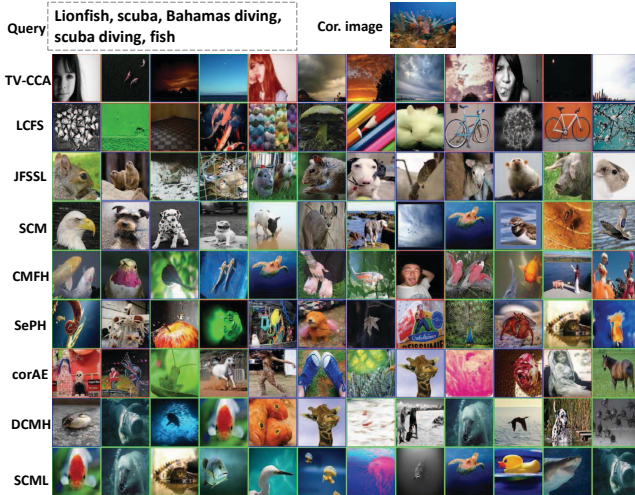 Query
Lionfish, scuba, Bahamas diving,
scuba diving, fish
Cor. image
TV-CCA
LCFS
JFSSL
SCM
CMFH
SePH
corAE
DCMH
SCML